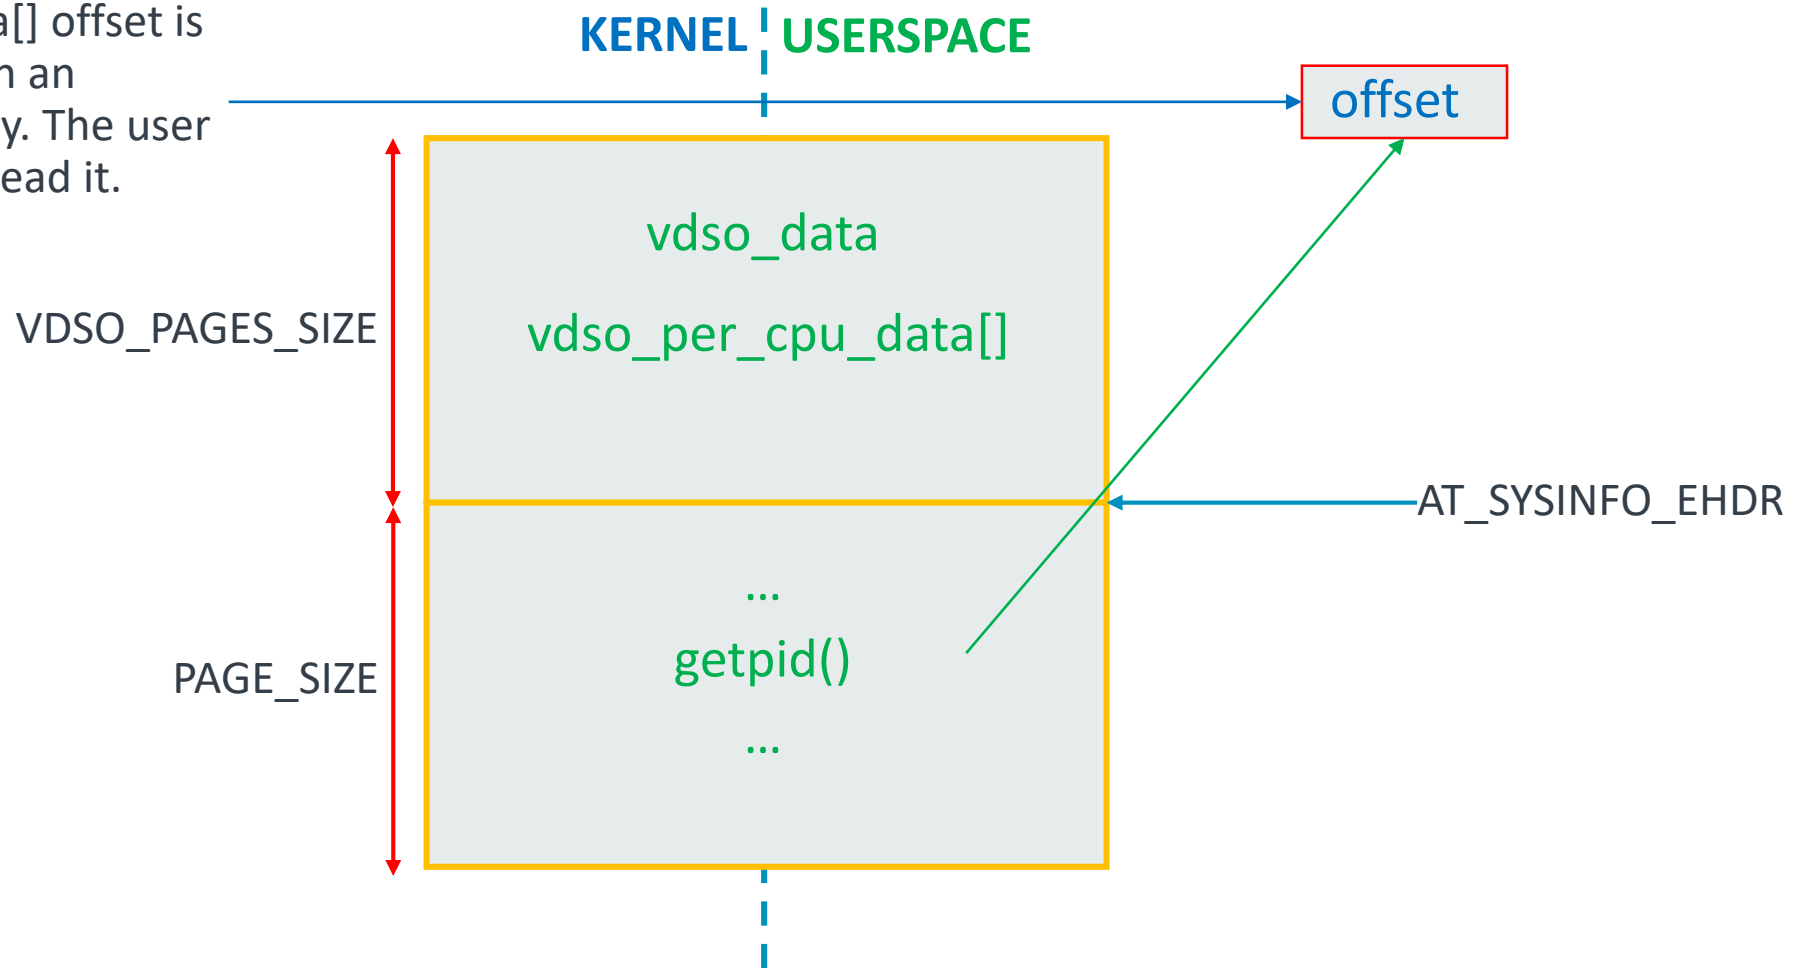 a[] offset is
n an
y. The user
ead it.
KERNEL USERSPACE
offset
vdso_data
VDSO_PAGES_SIZE
vdso_per_cpu_data[]
AT_SYSINFO_EHDR
...
getpid()
PAGE_SIZE
...